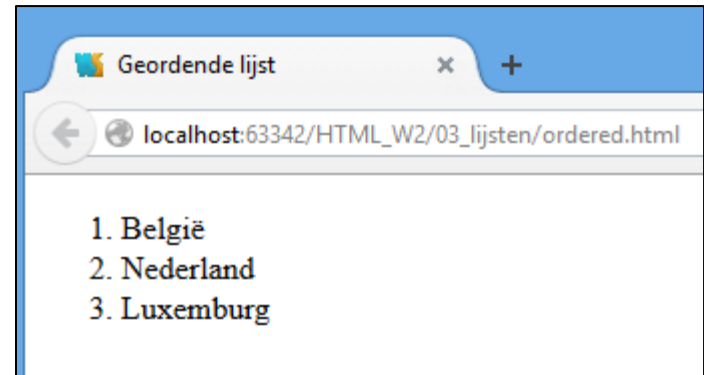 Geordende lijst
localhost:63342/HTML_W2/03_lijsten/ordered.html
1. België
2. Nederland
3. Luxemburg